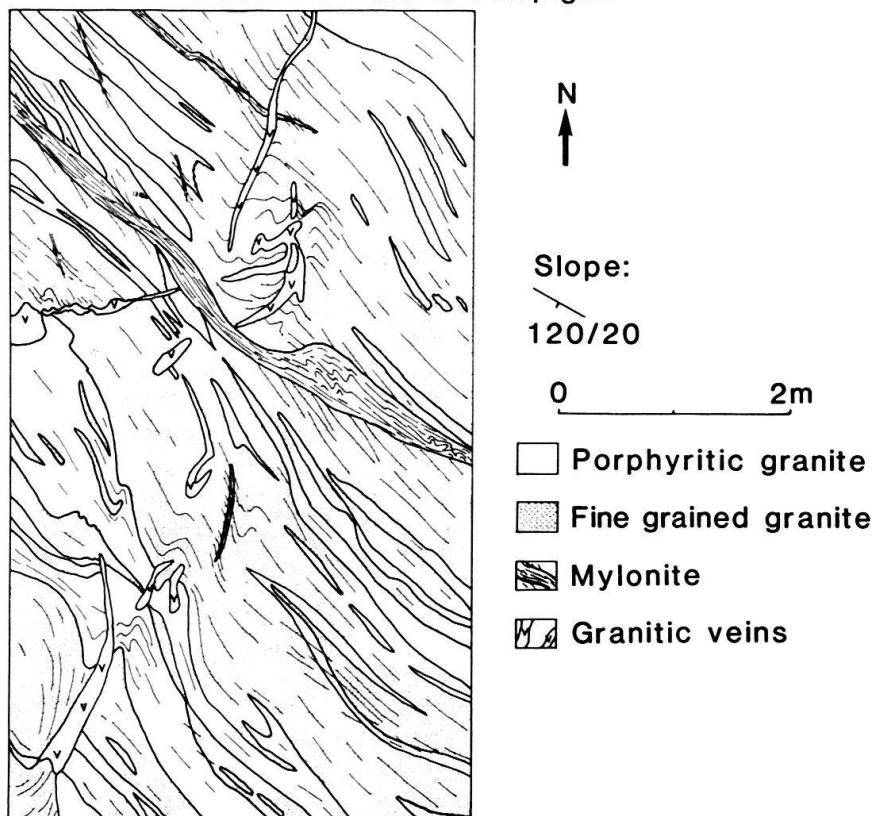 N
Slope:
120/20
0 2m
Porphyritic granite
Fine grained granite
Mylonite
Granitic veins